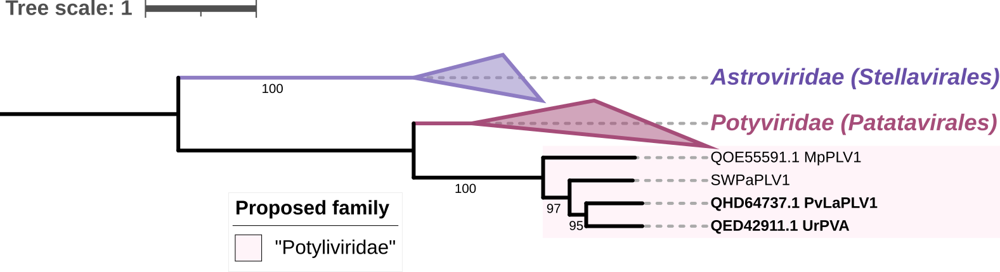 Tree scale: 1
100
Astroviridae (Stellavirales)
Potyviridae (Patatavirales)
QOE55591.1 MpPLV1
100
SWPaPLV1
97
QHD64737.1 PvLaPLV1
95
QED42911.1 UrPVA
Proposed family
"Potyliviridae"